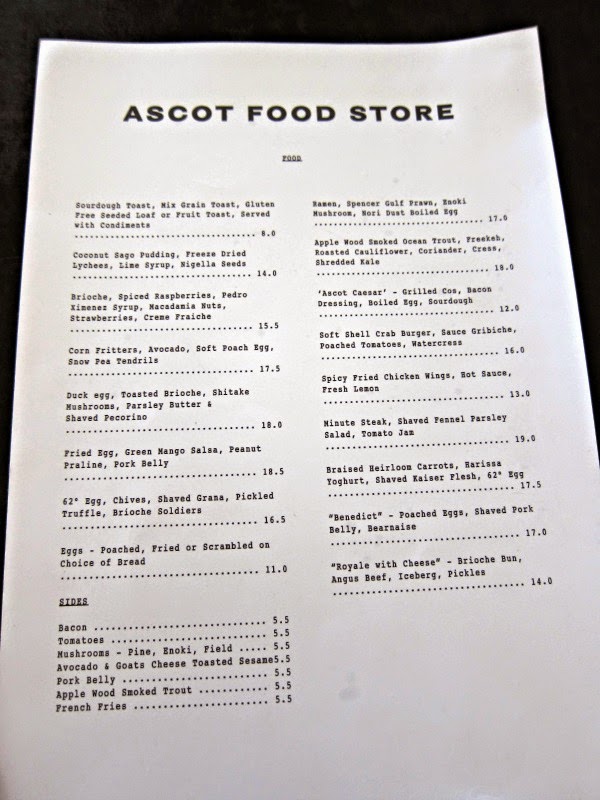 ASCOT FOOD STORE
FOOD
Sourdough Toast, Mix Grain Toast, Gluten
Free Seeded Loaf or Fruit Toast, Served
with Condiments
........................................ 8.0
Coconut Sago Pudding, Freeze Dried
Lychees, Lime Syrup, Nigella Seeds
........................................ 14.0
Brioche, Spiced Raspberries, Pedro
Ximenez Syrup, Macadamia Nuts,
Strawberries, Creme Fraiche
........................................ 15.5
Corn Fritters, Avocado, Soft Poach Egg,
Snow Pea Tendrils
........................................ 17.5
Duck egg, Toasted Brioche, Shitake
Mushrooms, Parsley Butter &
Shaved Pecorino
........................................ 18.0
Fried Egg, Green Mango Salsa, Peanut
Praline, Pork Belly
........................................ 18.5
62° Egg, Chives, Shaved Grana, Pickled
Truffle, Brioche Soldiers
........................................ 16.5
Eggs - Poached, Fried or Scrambled on
Choice of Bread
........................................ 11.0
SIDES
Bacon ............................ 5.5
Tomatoes ......................... 5.5
Mushrooms - Pine, Enoki, Field ..... 5.5
Avocado & Goats Cheese Toasted Sesame5.5
Pork Belly ....................... 5.5
Apple Wood Smoked Trout ............ 5.5
French Fries ..................... 5.5
Ramen, Spencer Gulf Prawn, Enoki
Mushroom, Nori Dust Boiled Egg
........................................ 17.0
Apple Wood Smoked Ocean Trout, Freekeh,
Roasted Cauliflower, Coriander, Cress,
Shredded Kale
........................................ 18.0
‘Ascot Caesar’ - Grilled Cos, Bacon
Dressing, Boiled Egg, Sourdough
........................................ 12.0
Soft Shell Crab Burger, Sauce Gribiche,
Poached Tomatoes, Watercress
........................................ 16.0
Spicy Fried Chicken Wings, Hot Sauce,
Fresh Lemon
........................................ 13.0
Minute Steak, Shaved Fennel Parsley
Salad, Tomato Jam
........................................ 19.0
Braised Heirloom Carrots, Harissa
Yoghurt, Shaved Kaiser Flesh, 62° Egg
........................................ 17.5
“Benedict” - Poached Eggs, Shaved Pork
Belly, Bearnaise
........................................ 17.0
“Royale with Cheese” - Brioche Bun,
Angus Beef, Iceberg, Pickles
........................................ 14.0